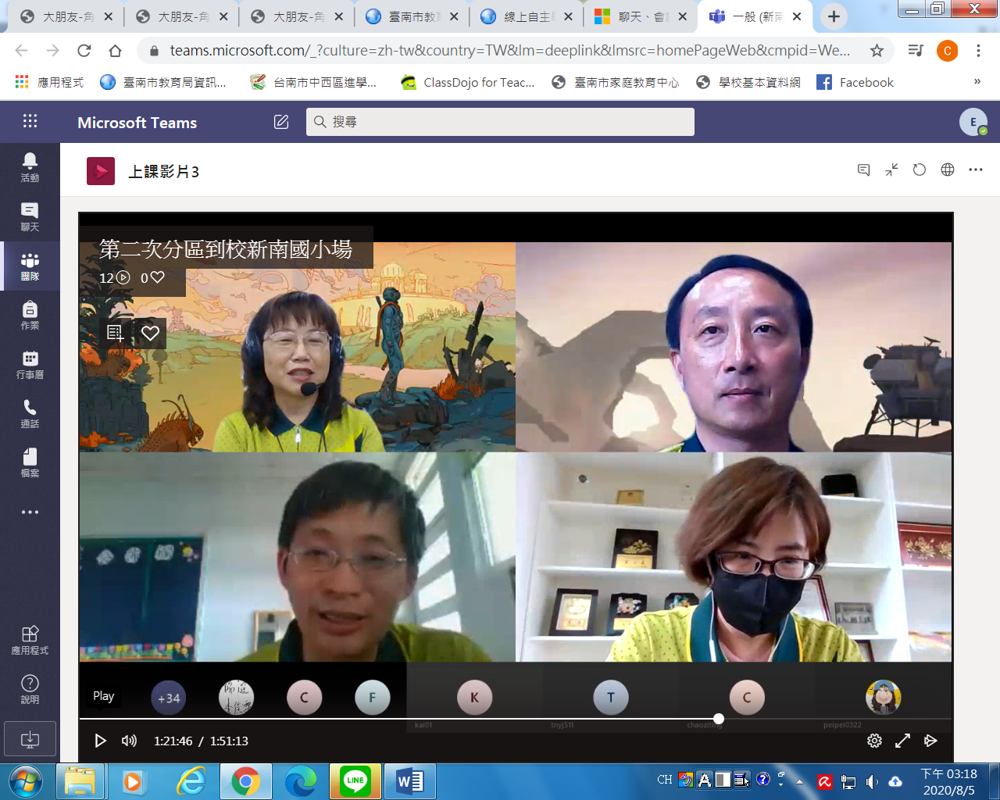 大朋友-角
大朋友-角
大朋友-角
臺南市教
線上自主學
聊天、會
一般 (新南
teams.microsoft.com/_?culture=zh-tw&country=TW&lm=deeplink&lmsrc=homePageWeb&cmpid=We...
C
應用程式
臺南市教育局資訊...
台南市中西區進學...
ClassDojo for Teac...
臺南市家庭教育中心
學校基本資料網
Facebook
»
Microsoft Teams
搜尋
E
活動
聊天
團隊
作業
行事曆
通話
檔案
應用程式
說明
上課影片3
第二次分區到校新南國小場
12
0
Play
+34
C
F
K
T
C
kai01
tnyj511
chaoziting
peipei0322
1:21:46 / 1:51:13
LINE
CH
下午 03:18
2020/8/5